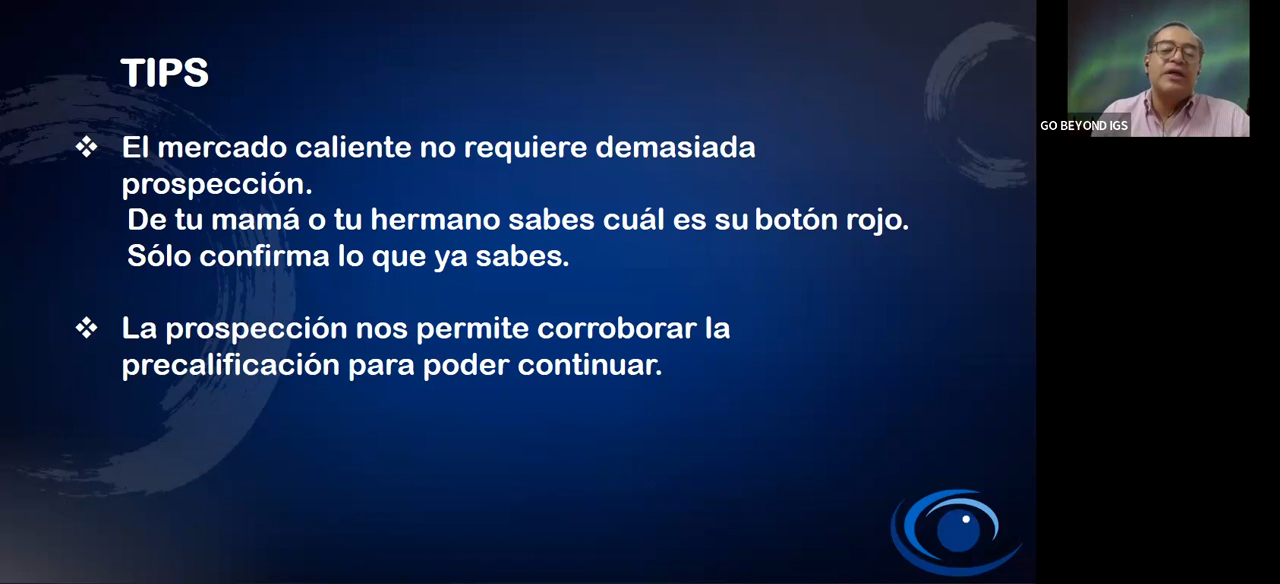 TIPS
❖ El mercado caliente no requiere demasiada
prospección.
De tu mamá o tu hermano sabes cuál es su botón rojo.
Sólo confirma lo que ya sabes.
❖ La prospección nos permite corroborar la
precalificación para poder continuar.
GO BEYOND IGS